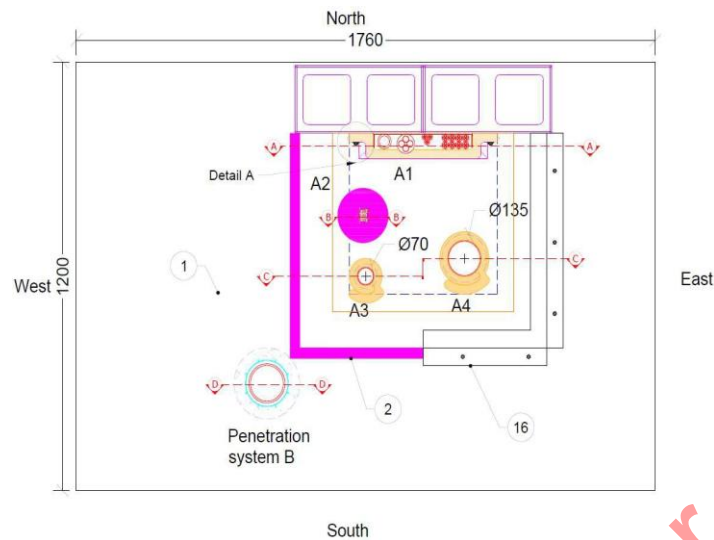 North
1760
A
A
Detail A
A2
A1
B
B
Ø135
Ø70
1
C
C
West
1200
East
A3
A4
D
D
2
16
Penetration
system B
South
r